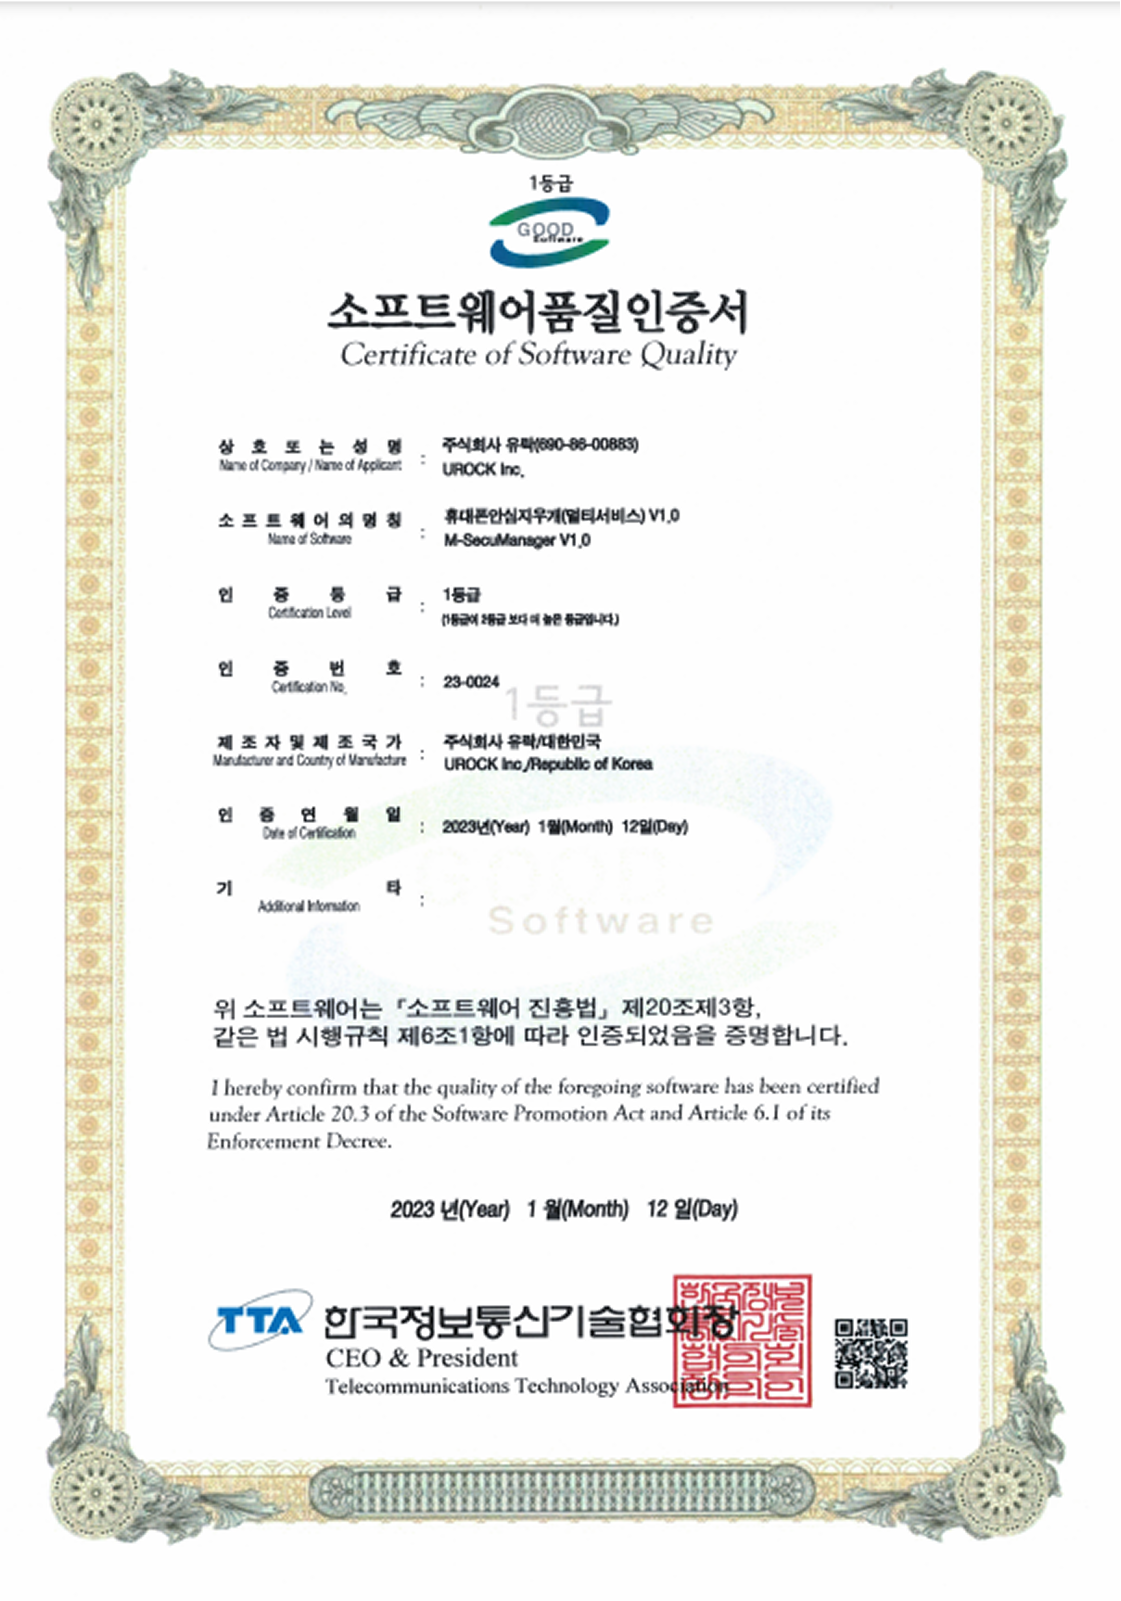 1등급
GOOD
Software
소프트웨어품질인증서
Certificate of Software Quality
상 호 또 는 성 명 : 주식회사 유락(690-86-00883)
Name of Company / Name of Applicant UROCK Inc.
소 프 트 웨 어 의 명 칭 : 휴대폰안심지우개(멀티서비스) V1.0
Name of Software M-SecuManager V1.0
인 증 등 급 : 1등급
Certification Level (1등급이 2등급 보다 더 높은 등급입니다.)
인 증 번 호 : 23-0024
Certification No.
1등급
제 조 자 및 제 조 국 가 : 주식회사 유락/대한민국
Manufacturer and Country of Manufacture UROCK Inc./Republic of Korea
인 증 연 월 일 : 2023년(Year) 1월(Month) 12일(Day)
Date of Certification
GOOD
기 타 :
Additional Information
Software
위 소프트웨어는 「소프트웨어 진흥법」 제20조제3항,
같은 법 시행규칙 제6조1항에 따라 인증되었음을 증명합니다.
I hereby confirm that the quality of the foregoing software has been certified
under Article 20.3 of the Software Promotion Act and Article 6.1 of its
Enforcement Decree.
2023 년(Year) 1 월(Month) 12 일(Day)
TTA 한국정보통신기술협회장
CEO & President
Telecommunications Technology Association